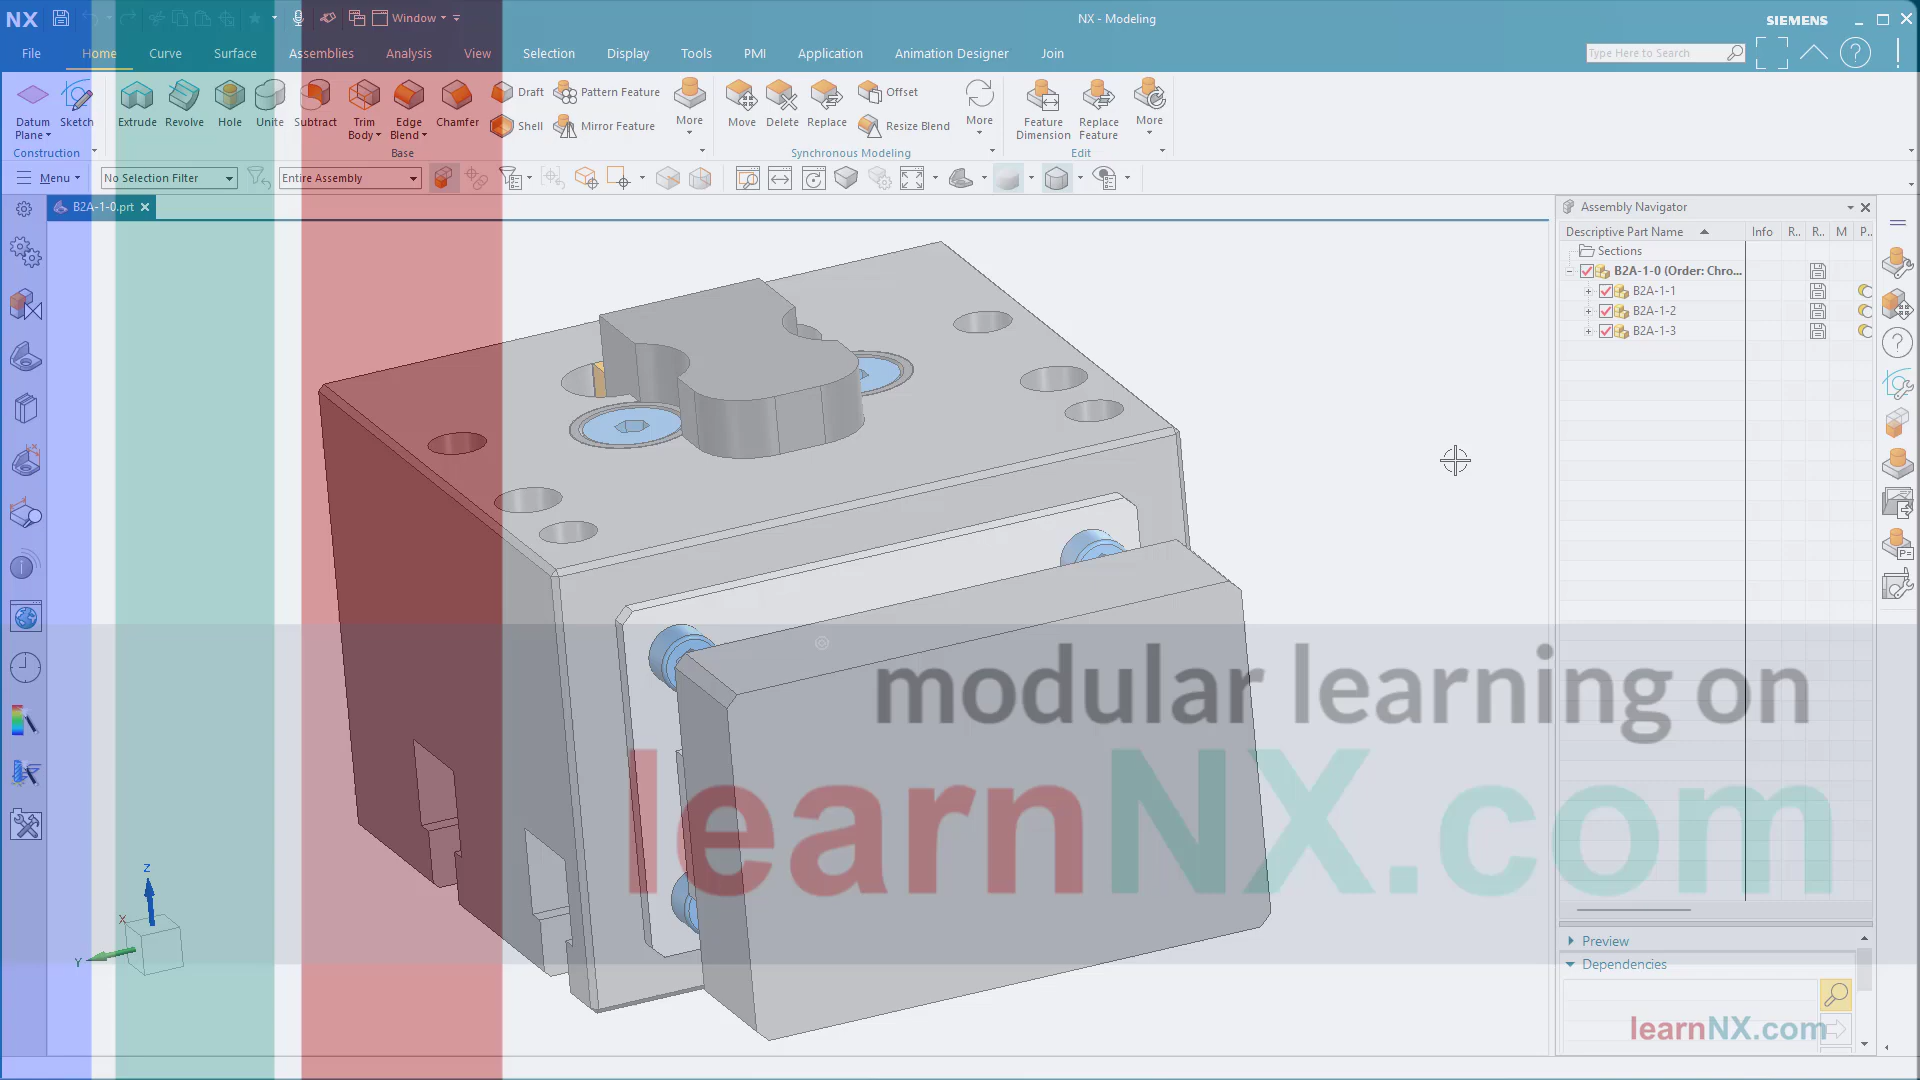 NX
Window
NX - Modeling
SIEMENS
File
Home
Curve
Surface
Assemblies
Analysis
View
Selection
Display
Tools
PMI
Application
Animation Designer
Join
Type Here to Search
Datum
Plane
Sketch
Extrude
Revolve
Hole
Unite
Subtract
Trim
Body
Edge
Blend
Chamfer
Draft
Shell
Pattern Feature
Mirror Feature
More
Move
Delete
Replace
Offset
Resize Blend
More
Feature
Dimension
Replace
Feature
More
Construction
Base
Synchronous Modeling
Edit
Menu
No Selection Filter
Entire Assembly
B2A-1-0.prt
Assembly Navigator
Descriptive Part Name
Info
R..
R..
M
P..
Sections
B2A-1-0 (Order: Chro...
B2A-1-1
B2A-1-2
B2A-1-3
modular learning on
learnNX.com
Z
X
Y
Preview
Dependencies
learnNX.com